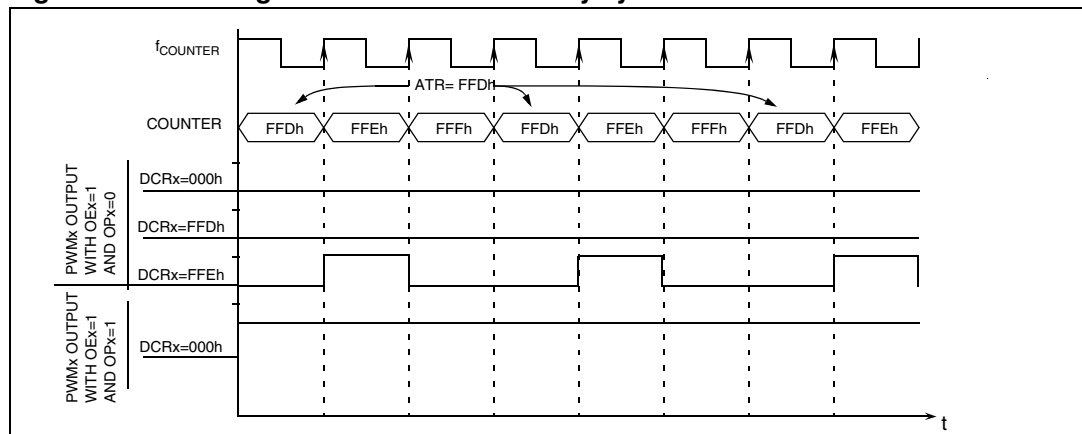 fCOUNTER
ATR= FFDh
COUNTER
FFDh FFEh FFFh FFDh FFEh FFFh FFDh FFEh
PWMx OUTPUT
WITH OEx=1
AND OPx=0
DCRx=000h
DCRx=FFDh
DCRx=FFEh
PWMx OUTPUT
WITH OEx=1
AND OPx=1
DCRx=000h
t